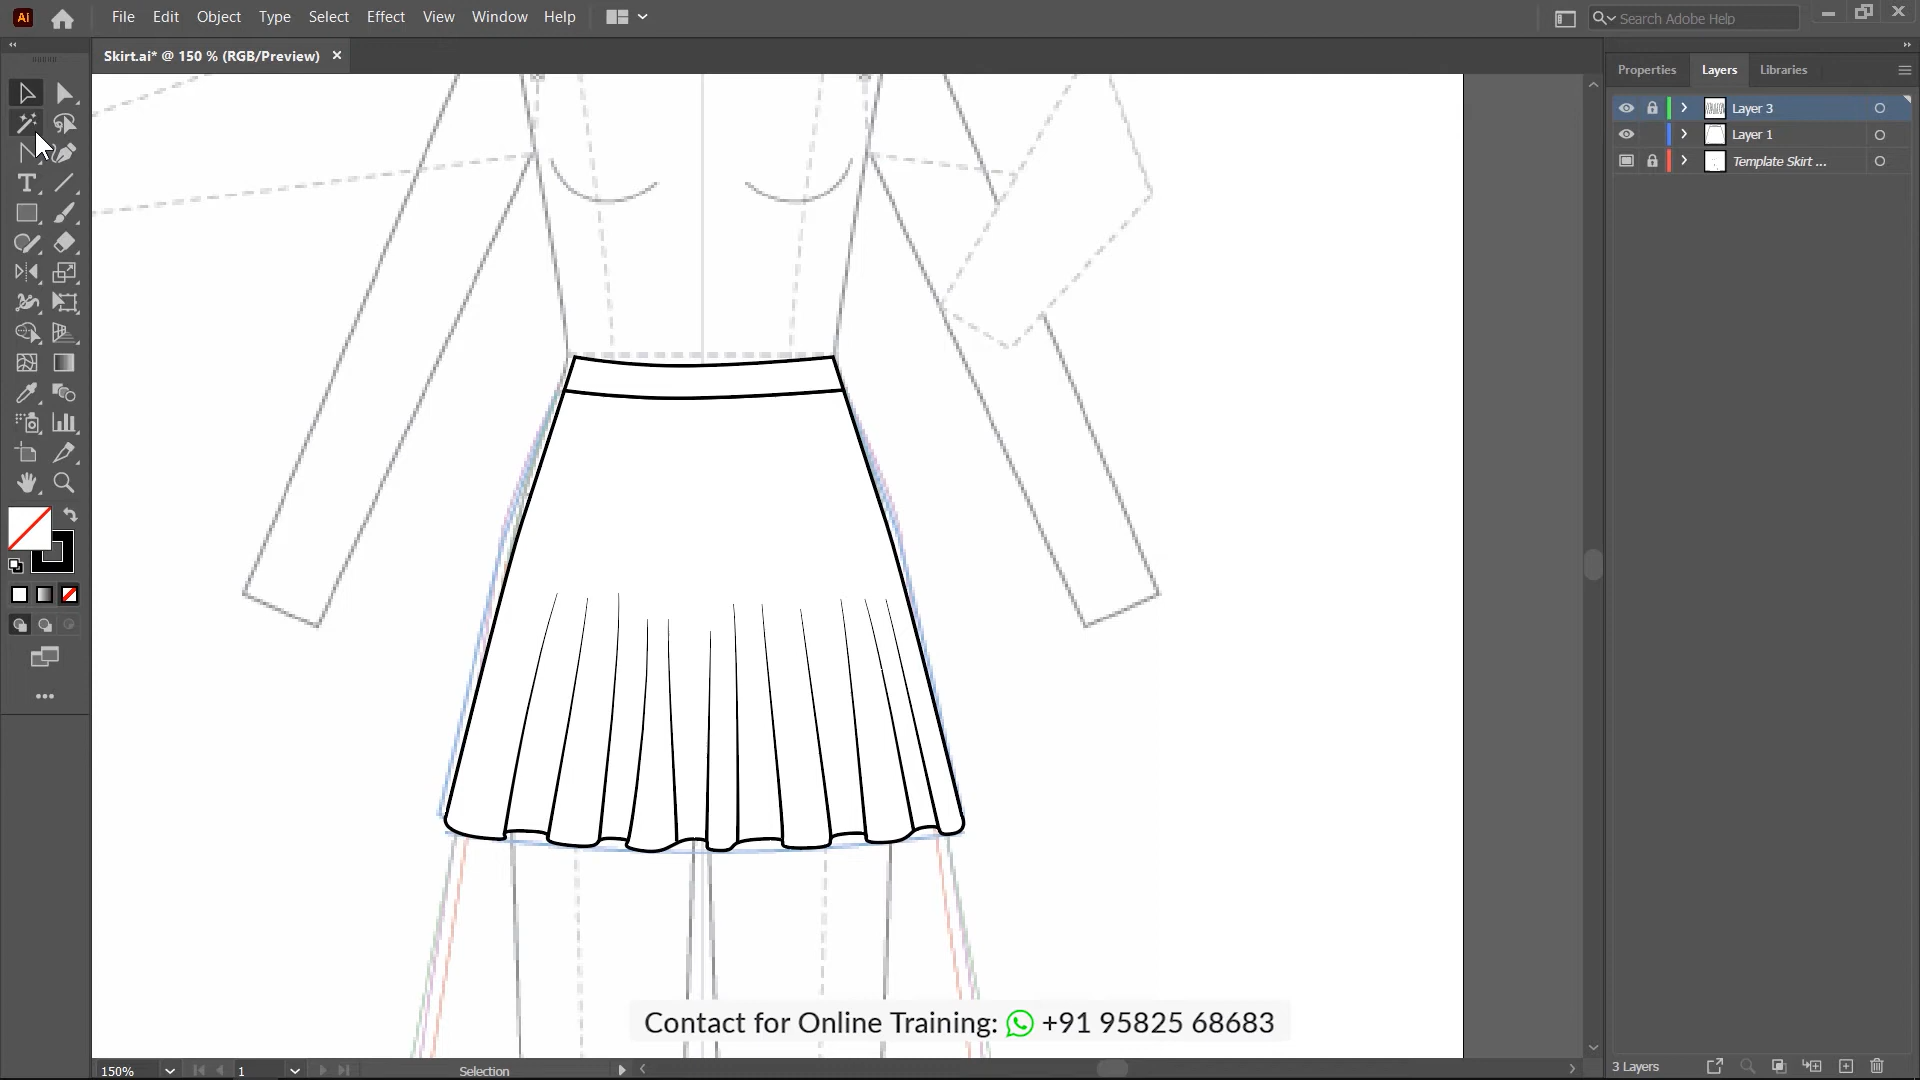 Ai File Edit Object Type Select Effect View Window Help Search Adobe Help
Skirt.ai* @ 150 % (RGB/Preview) ×
Properties Layers Libraries
Layer 3
Layer 1
Template Skirt ...
Contact for Online Training: +91 95825 68683
150% 1 Selection 3 Layers